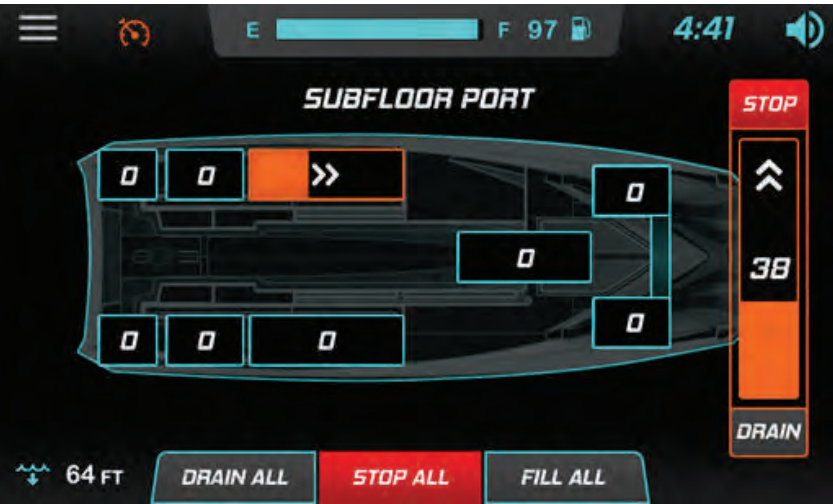 E F 97 4:41
SUBFLOOR PORT
STOP
0 0 0
0
38
0 0 0 0
DRAIN
64 FT DRAIN ALL STOP ALL FILL ALL